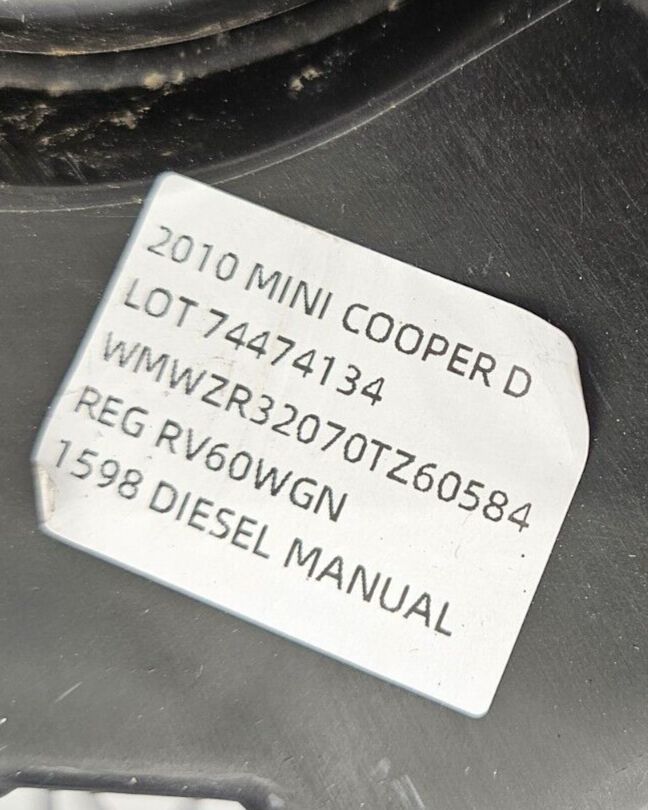 2010 MINI COOPER D
LOT 74474134
WMWZR32070TZ60584
REG RV60WGN
1598 DIESEL MANUAL